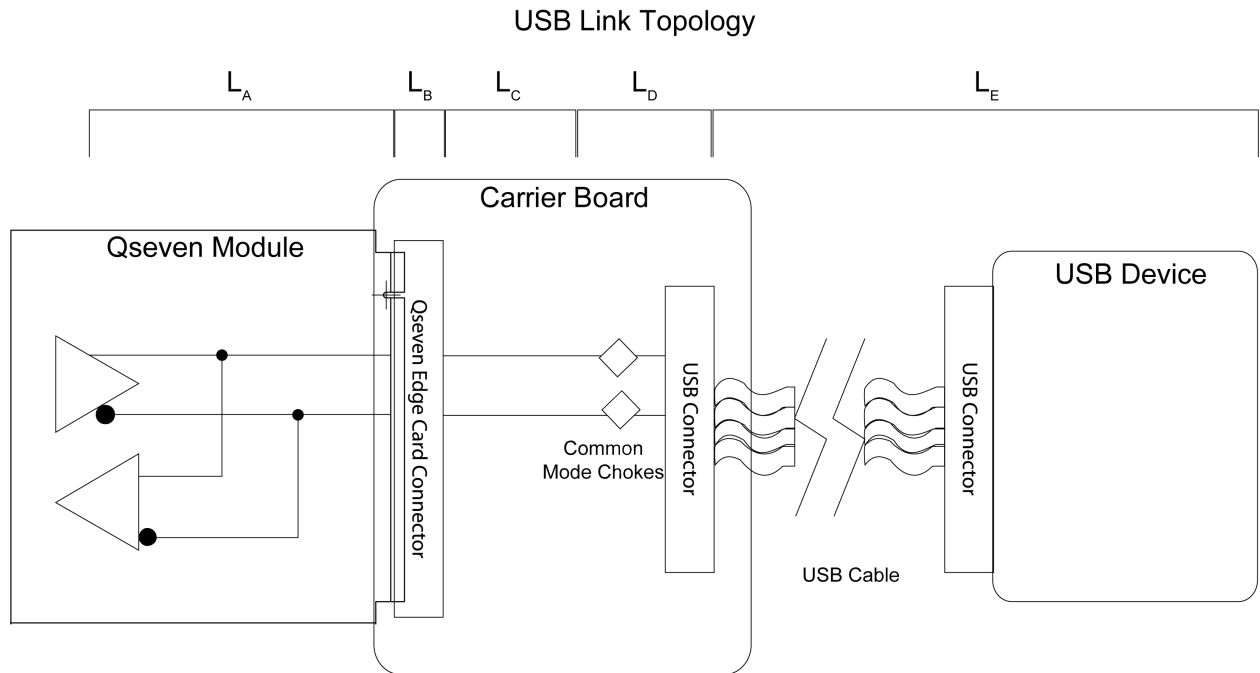 USB Link Topology
LA LB LC LD LE
Carrier Board
Qseven Module
USB Device
Qseven Edge Card Connector
USB Connector
USB Connector
Common
Mode Chokes
USB Cable